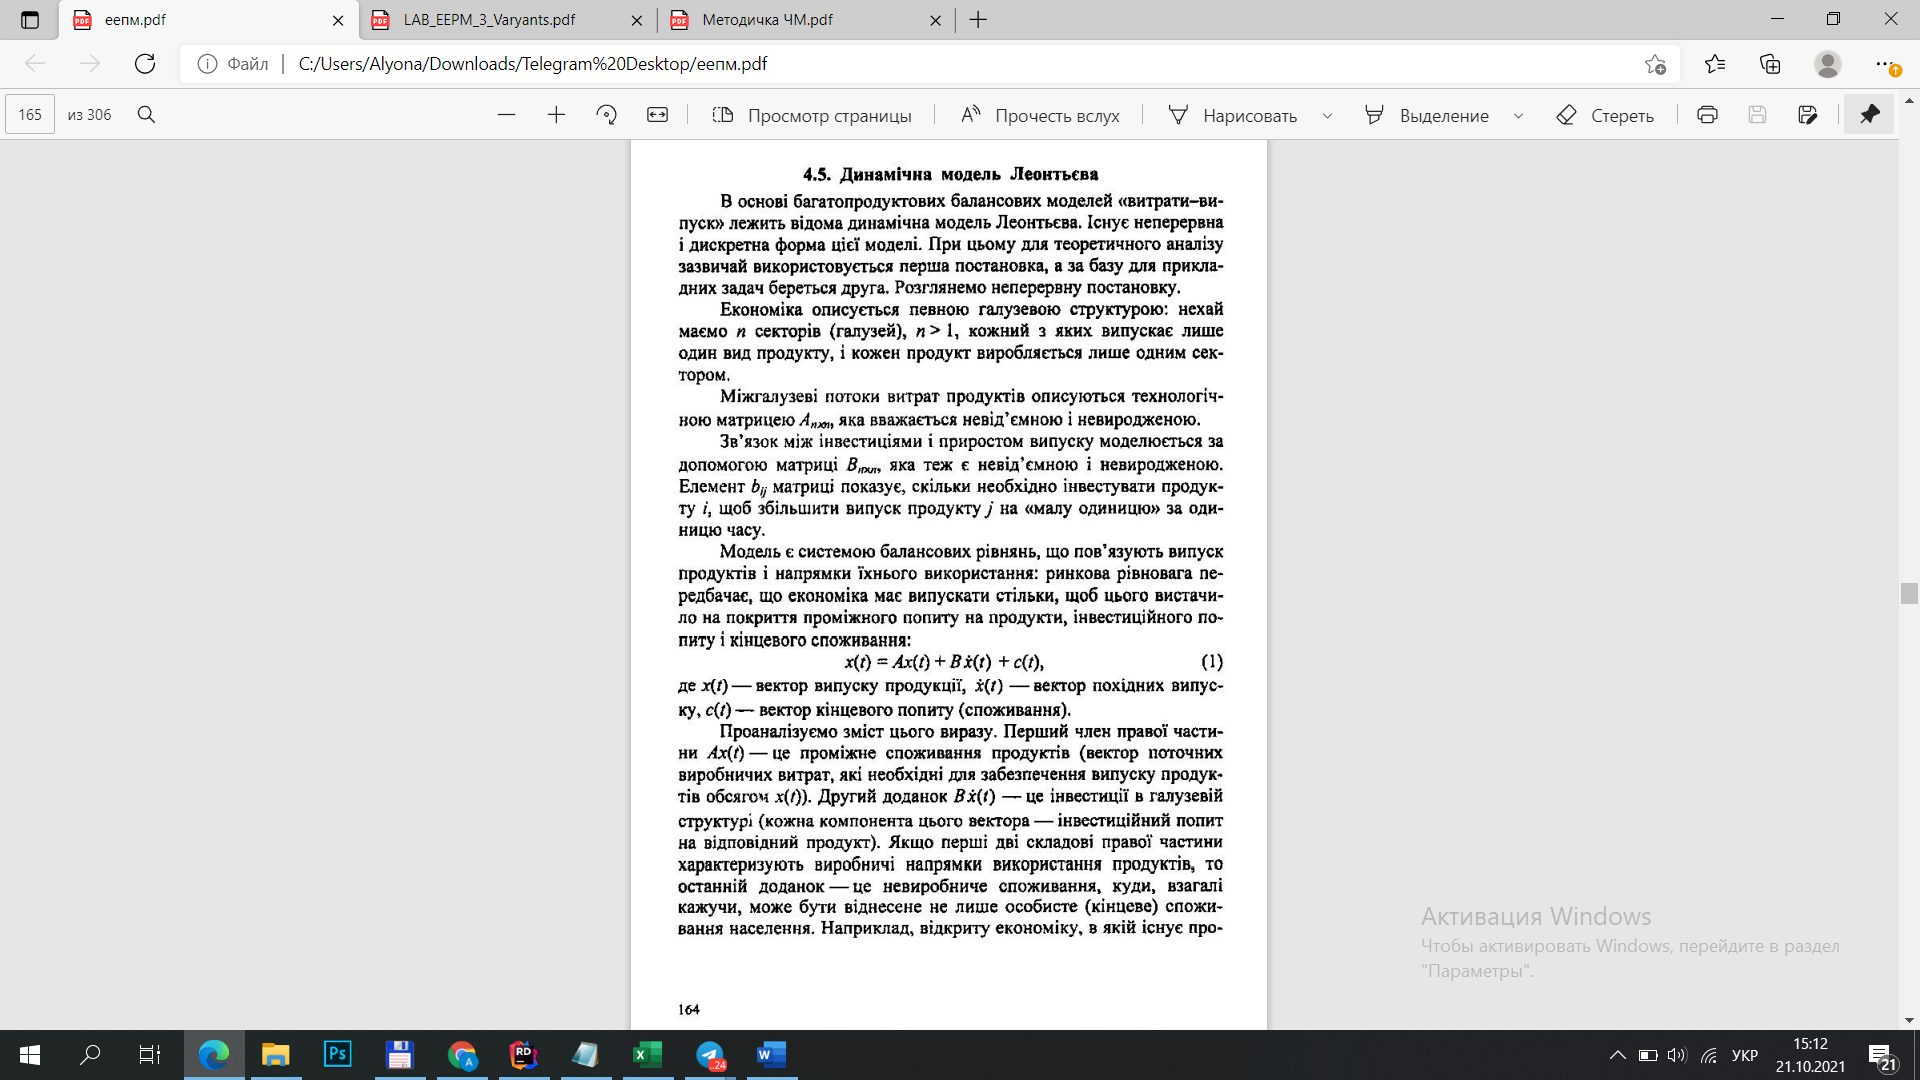 еепм.pdf
LAB_EEPM_3_Varyants.pdf
Методичка ЧМ.pdf
Файл
C:/Users/Alyona/Downloads/Telegram%20Desktop/еепм.pdf
165
из 306
Просмотр страницы
Прочесть вслух
Нарисовать
Выделение
Стереть
4.5. Динамічна модель Леонтьєва
В основі багатопродуктових балансових моделей «витрати–ви-
пуск» лежить відома динамічна модель Леонтьєва. Існує неперервна
і дискретна форма цієї моделі. При цьому для теоретичного аналізу
зазвичай використовується перша постановка, а за базу для прикла-
дних задач береться друга. Розглянемо неперервну постановку.
Економіка описується певною галузевою структурою: нехай
маємо n секторів (галузей), n > 1, кожний з яких випускає лише
один вид продукту, і кожен продукт виробляється лише одним сек-
тором.
Міжгалузеві потоки витрат продуктів описуються технологіч-
ною матрицею Aₙₓₙ, яка вважається невід’ємною і невиродженою.
Зв’язок між інвестиціями і приростом випуску моделюється за
допомогою матриці Bₙₓₙ, яка теж є невід’ємною і невиродженою.
Елемент bᵢⱼ матриці показує, скільки необхідно інвестувати продук-
ту i, щоб збільшити випуск продукту j на «малу одиницю» за оди-
ницю часу.
Модель є системою балансових рівнянь, що пов’язують випуск
продуктів і напрямки їхнього використання: ринкова рівновага пе-
редбачає, що економіка має випускати стільки, щоб цього вистачи-
ло на покриття проміжного попиту на продукти, інвестиційного по-
питу і кінцевого споживання:
x(t) = Ax(t) + Bẋ(t) + c(t), (1)
де x(t) — вектор випуску продукції, ẋ(t) — вектор похідних випус-
ку, c(t) — вектор кінцевого попиту (споживання).
Проаналізуємо зміст цього виразу. Перший член правої части-
ни Ax(t) — це проміжне споживання продуктів (вектор поточних
виробничих витрат, які необхідні для забезпечення випуску продук-
тів обсягом x(t)). Другий доданок Bẋ(t) — це інвестиції в галузевій
структурі (кожна компонента цього вектора — інвестиційний попит
на відповідний продукт). Якщо перші дві складові правої частини
характеризують виробничі напрямки використання продуктів, то
останній доданок — це невиробниче споживання, куди, взагалі
кажучи, може бути віднесене не лише особисте (кінцеве) спожи-
вання населення. Наприклад, відкриту економіку, в якій існує про-
164
Активация Windows
Чтобы активировать Windows, перейдите в раздел
"Параметры".
Ps
RD
A
..24
УКР
15:12
21.10.2021
21